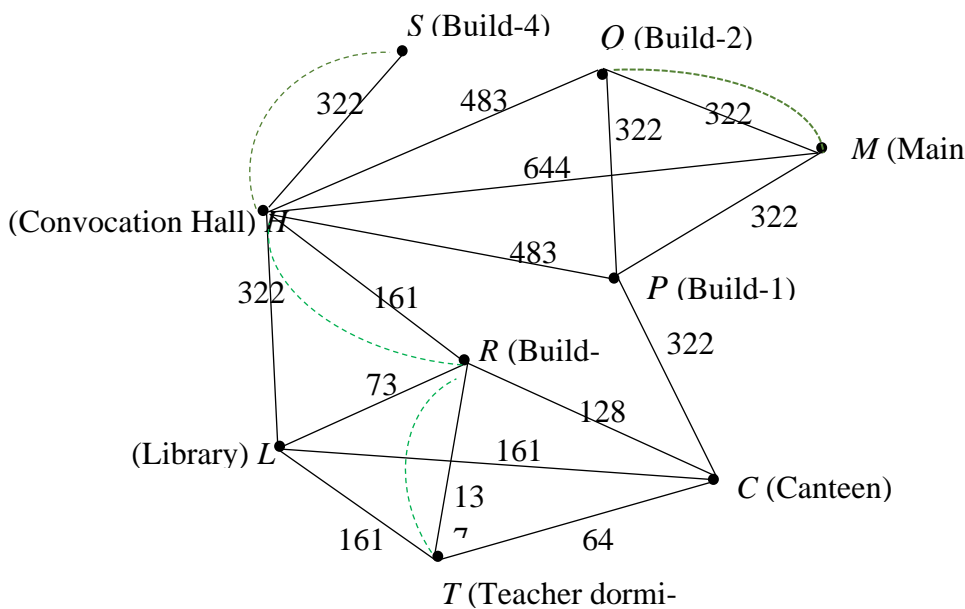 S (Build-4)
O (Build-2)
322
483
322
322
M (Main
644
(Convocation Hall) H
322
483
P (Build-1)
322
161
322
R (Build-
73
128
(Library) L
161
C (Canteen)
13
7
161
64
T (Teacher dormi-